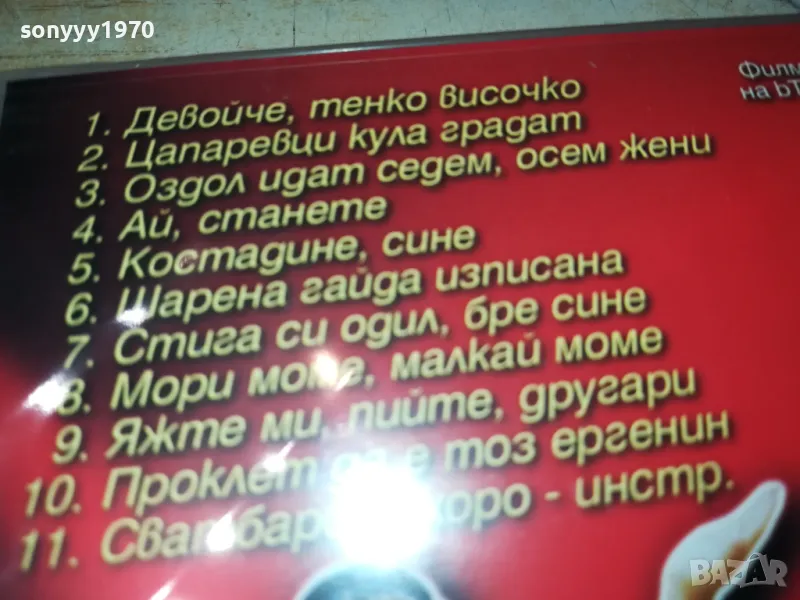 sonyyy1970
Филм
на bT
1. Девойче, тенко височко
2. Цапаревци кула градат
3. Оздол идат седем, осем жени
4. Ай, станете
5. Костадине, сине
6. Шарена гайда изписана
7. Стига си одил, бре сине
8. Мори моме, малкай моме
9. Яжте ми, пийте, другари
10. Проклет да е тоз ергенин
11. хоро - инстр.
BAZAR